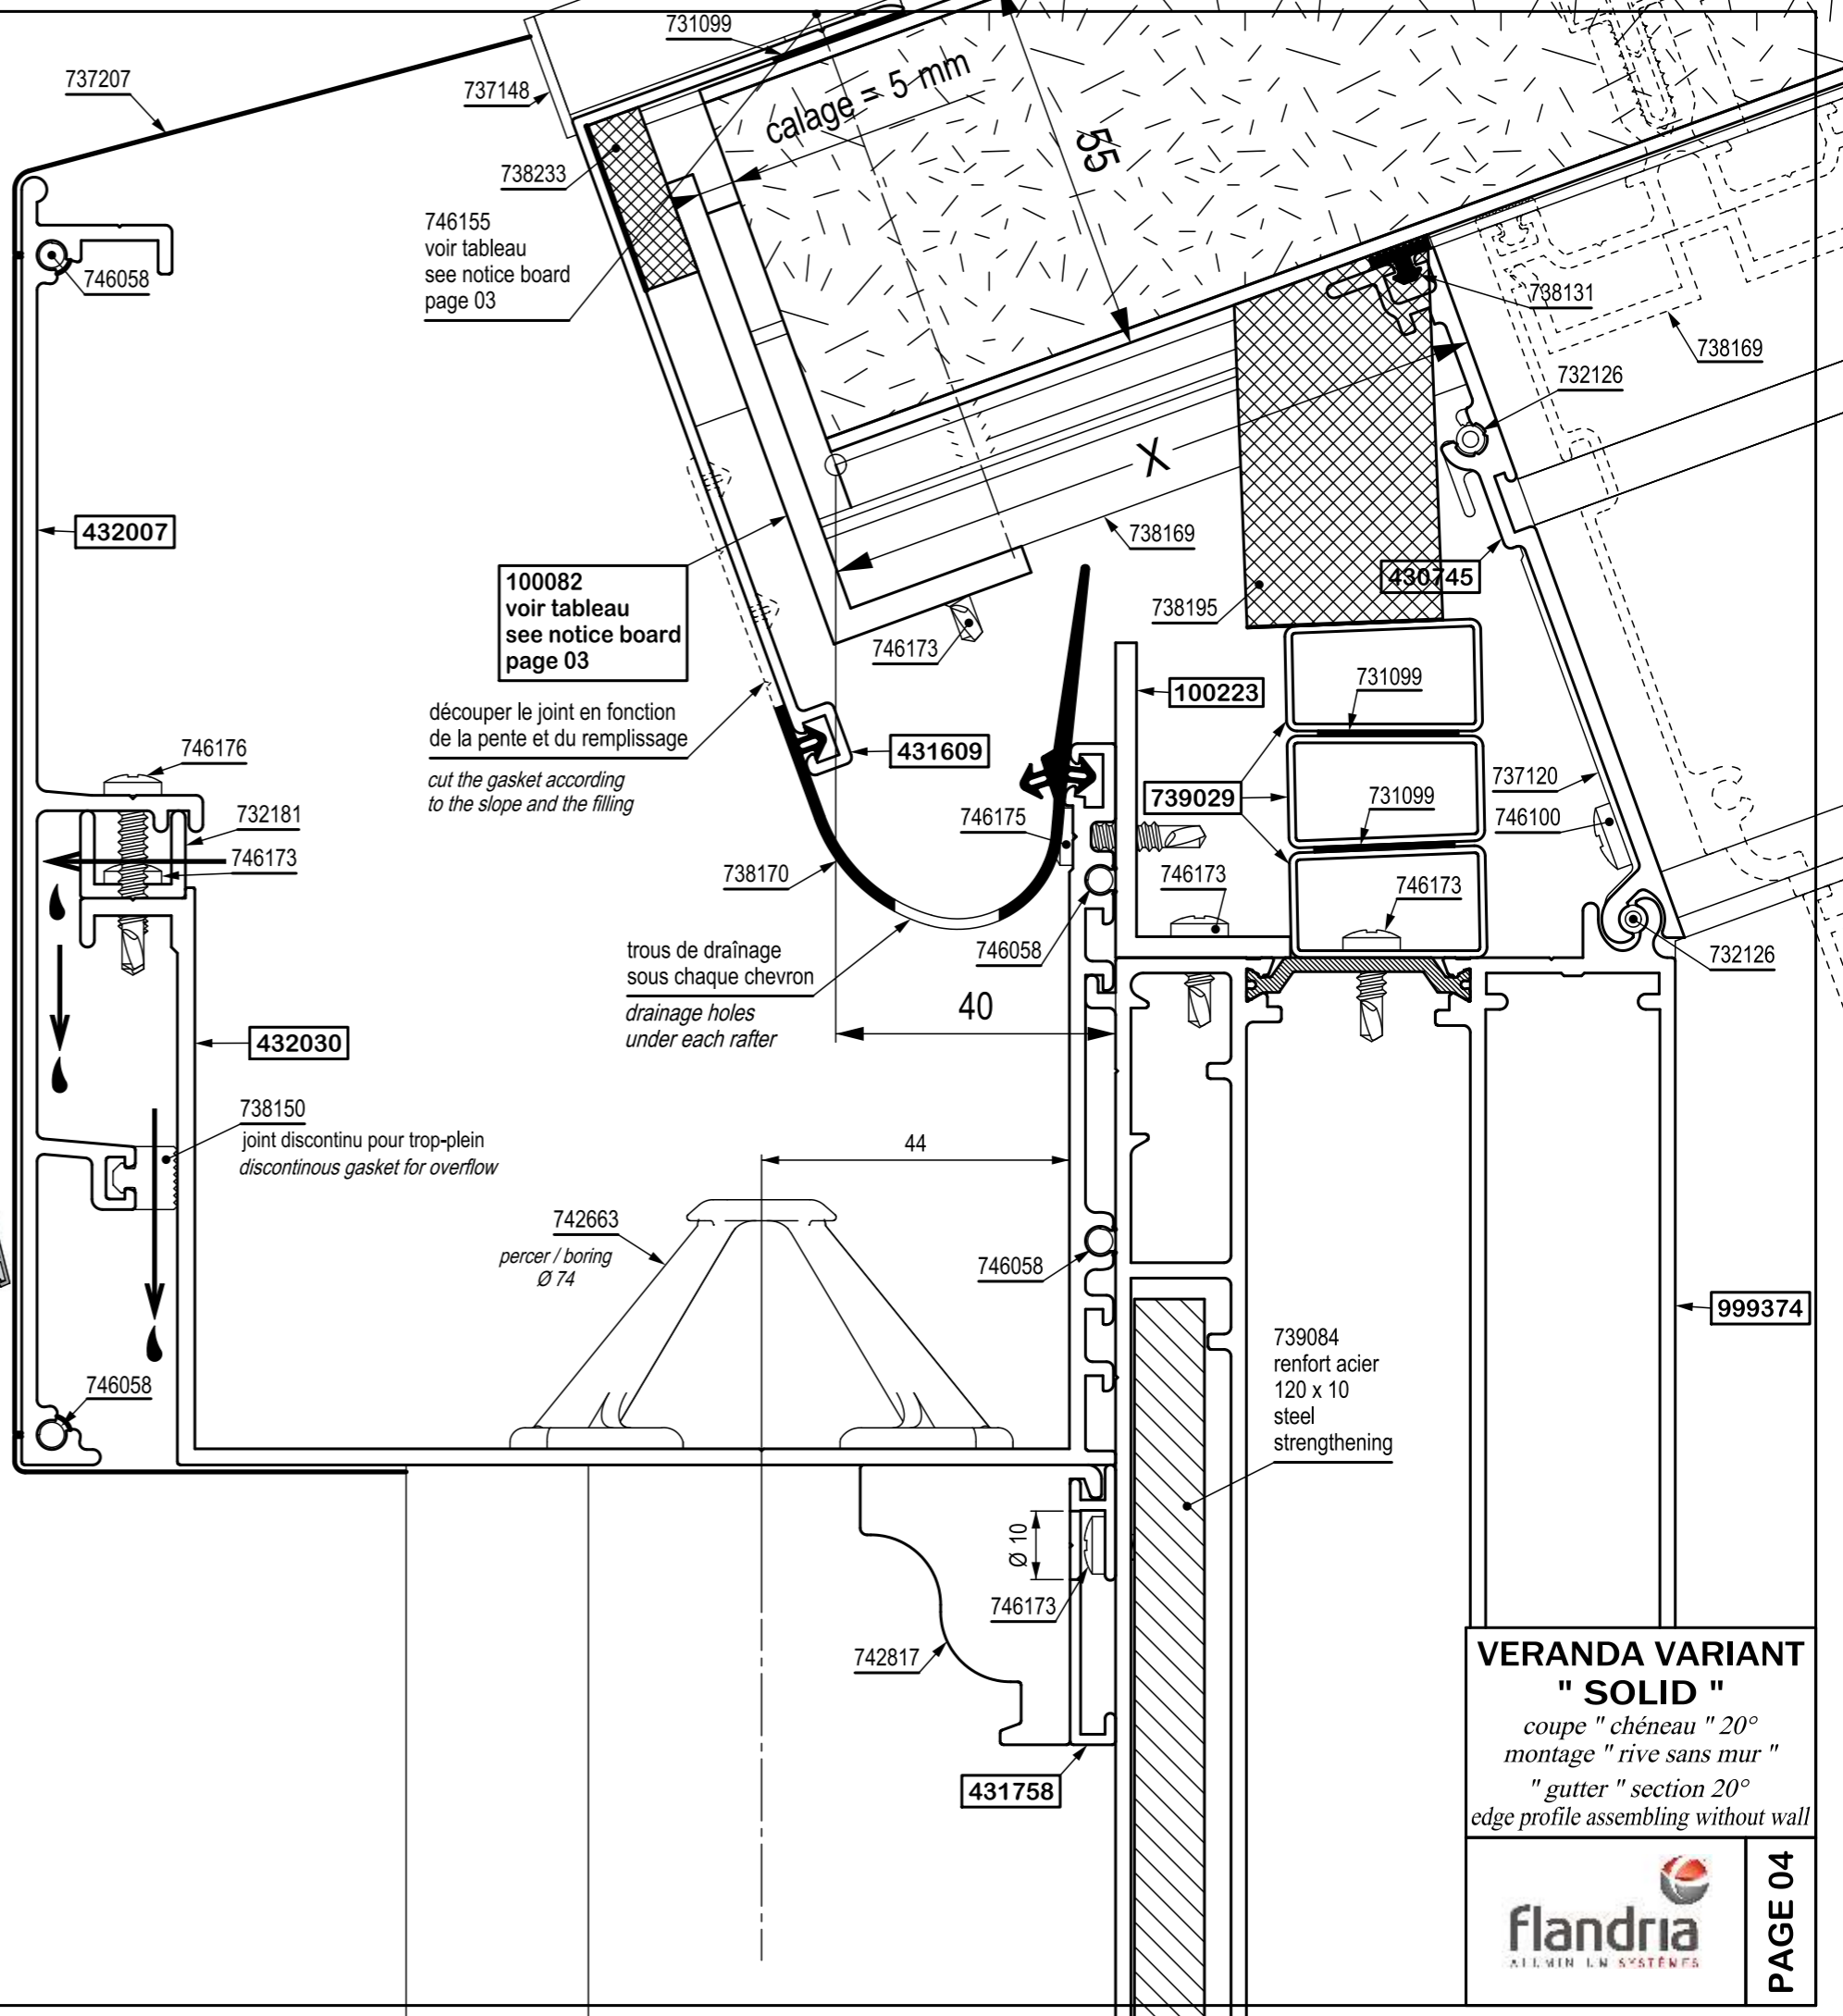 731099
737207
737148
calage = 5 mm
55
738233
746155
voir tableau
see notice board
page 03
746058
738131
738169
732126
X
432007
738169
100082
voir tableau
see notice board
page 03
430745
738195
746173
731099
100223
découper le joint en fonction
de la pente et du remplissage
cut the gasket according
to the slope and the filling
431609
746176
732181
746173
739029
737120
731099
746100
746175
738170
746173
746173
trous de draînage
sous chaque chevron
drainage holes
under each rafter
746058
732126
40
432030
738150
joint discontinu pour trop-plein
discontinous gasket for overflow
44
742663
percer / boring
Ø 74
746058
999374
739084
renfort acier
120 x 10
steel
strengthening
746058
Ø 10
746173
742817
431758
VERANDA VARIANT
" SOLID "
coupe " chéneau " 20°
montage " rive sans mur "
" gutter " section 20°
edge profile assembling without wall
flandria
SYSTÈMES
PAGE 04